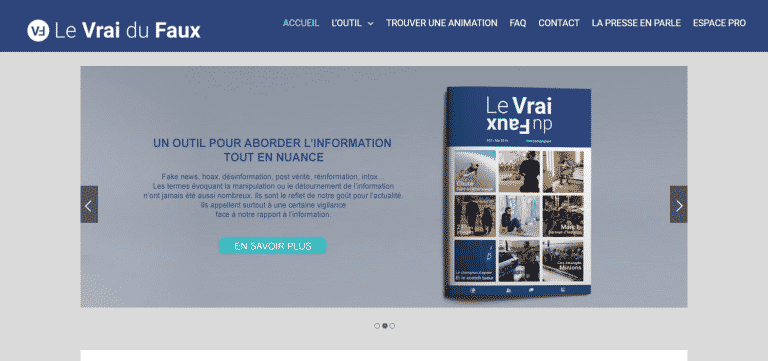 VF Le Vrai du Faux
ACCUEIL L'OUTIL TROUVER UNE ANIMATION FAQ CONTACT LA PRESSE EN PARLE ESPACE PRO
UN OUTIL POUR ABORDER L'INFORMATION
TOUT EN NUANCE
Fake news, hoax, désinformation, post vérité, réinformation, intox…
Les termes évoquant la manipulation ou le détournement de l'information
n'ont jamais été aussi nombreux. Ils sont le reflet de notre goût pour l'actualité.
Ils appellent surtout à une certaine vigilance
face à notre rapport à l'information.
EN SAVOIR PLUS
Le Vrai
du Faux
Minions